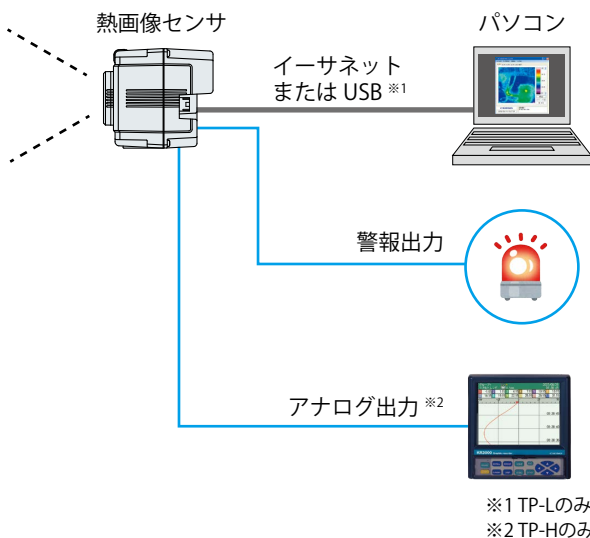 熱画像センサ
パソコン
イーサネット
または USB ※1
警報出力
アナログ出力 ※2
※1 TP-Lのみ
※2 TP-Hのみ